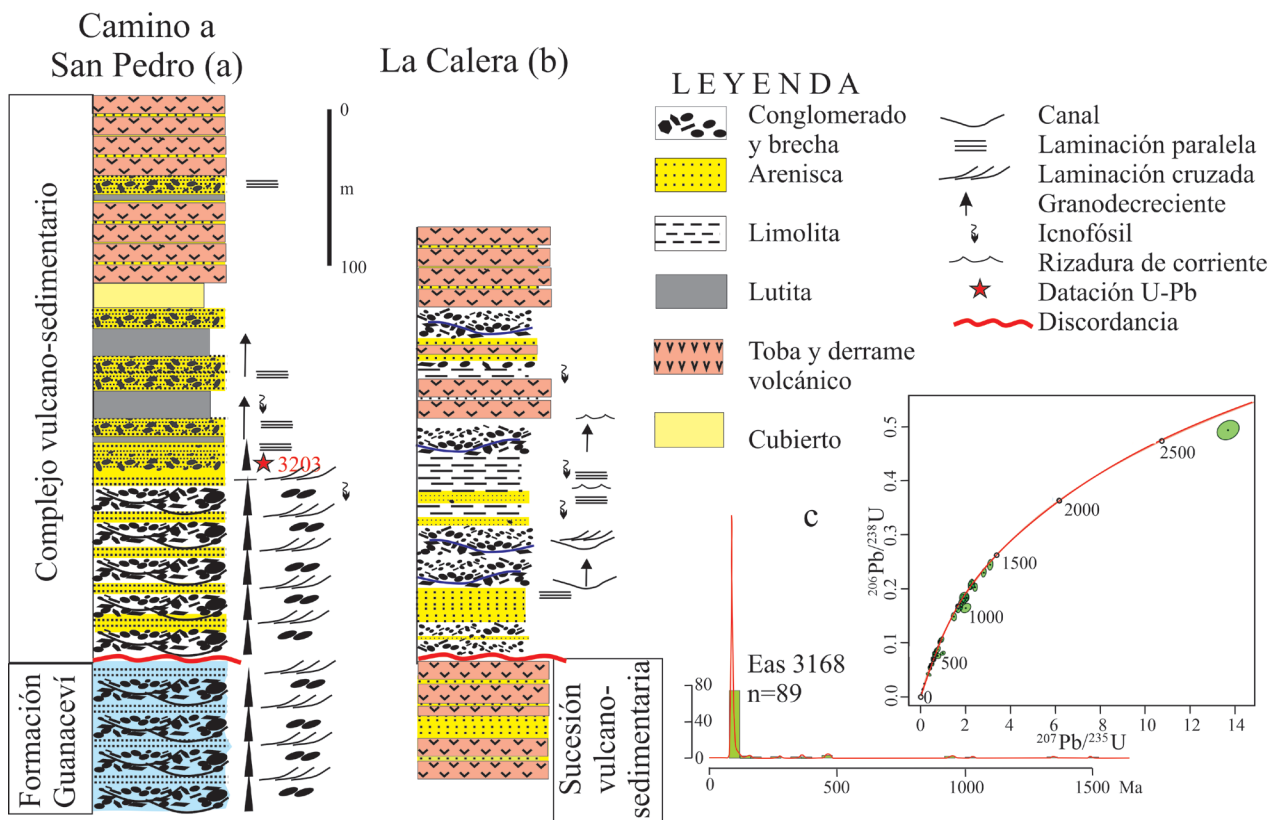 Camino a
San Pedro (a)
La Calera (b)
0
m
100
Complejo vulcano-sedimentario
3203
Formación
Guanaceví
Sucesión
vulcano-
sedimentaria
LEYENDA
Conglomerado
y brecha
Arenisca
Limolita
Lutita
Toba y derrame
volcánico
Cubierto
Canal
Laminación paralela
Laminación cruzada
Granodecreciente
Icnofósil
Rizadura de corriente
Datación U-Pb
Discordancia
c
Eas 3168
n=89
80
40
0
0
500
1000
1500
Ma
206Pb/238U
0.5
0.4
0.3
0.2
0.1
0.0
2500
2000
1500
1000
500
0
0
2
4
6
8
10
12
14
207Pb/235U